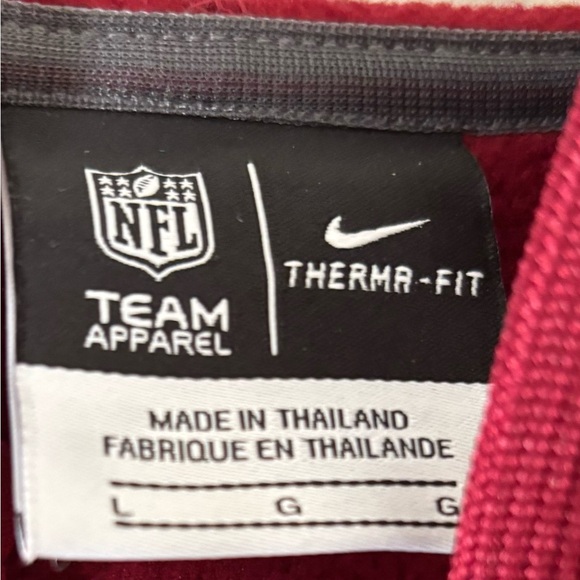 NFL
TEAM
APPAREL
THERMA-FIT
MADE IN THAILAND
FABRIQUE EN THAILANDE
L G G